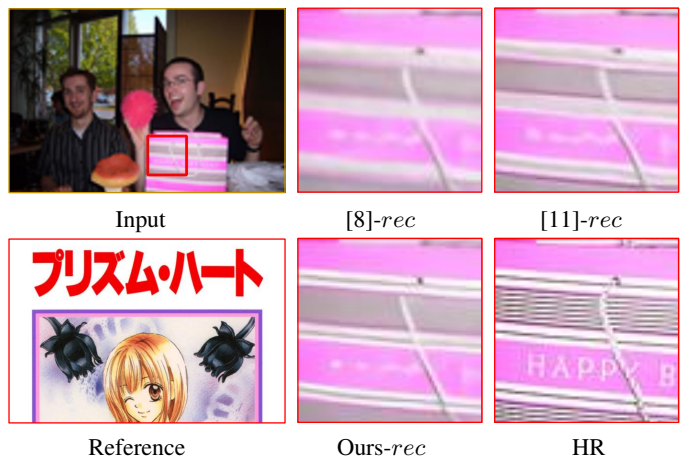 Input
[8]-rec
[11]-rec
プリズム・ハート
HAPPY B
Reference
Ours-rec
HR